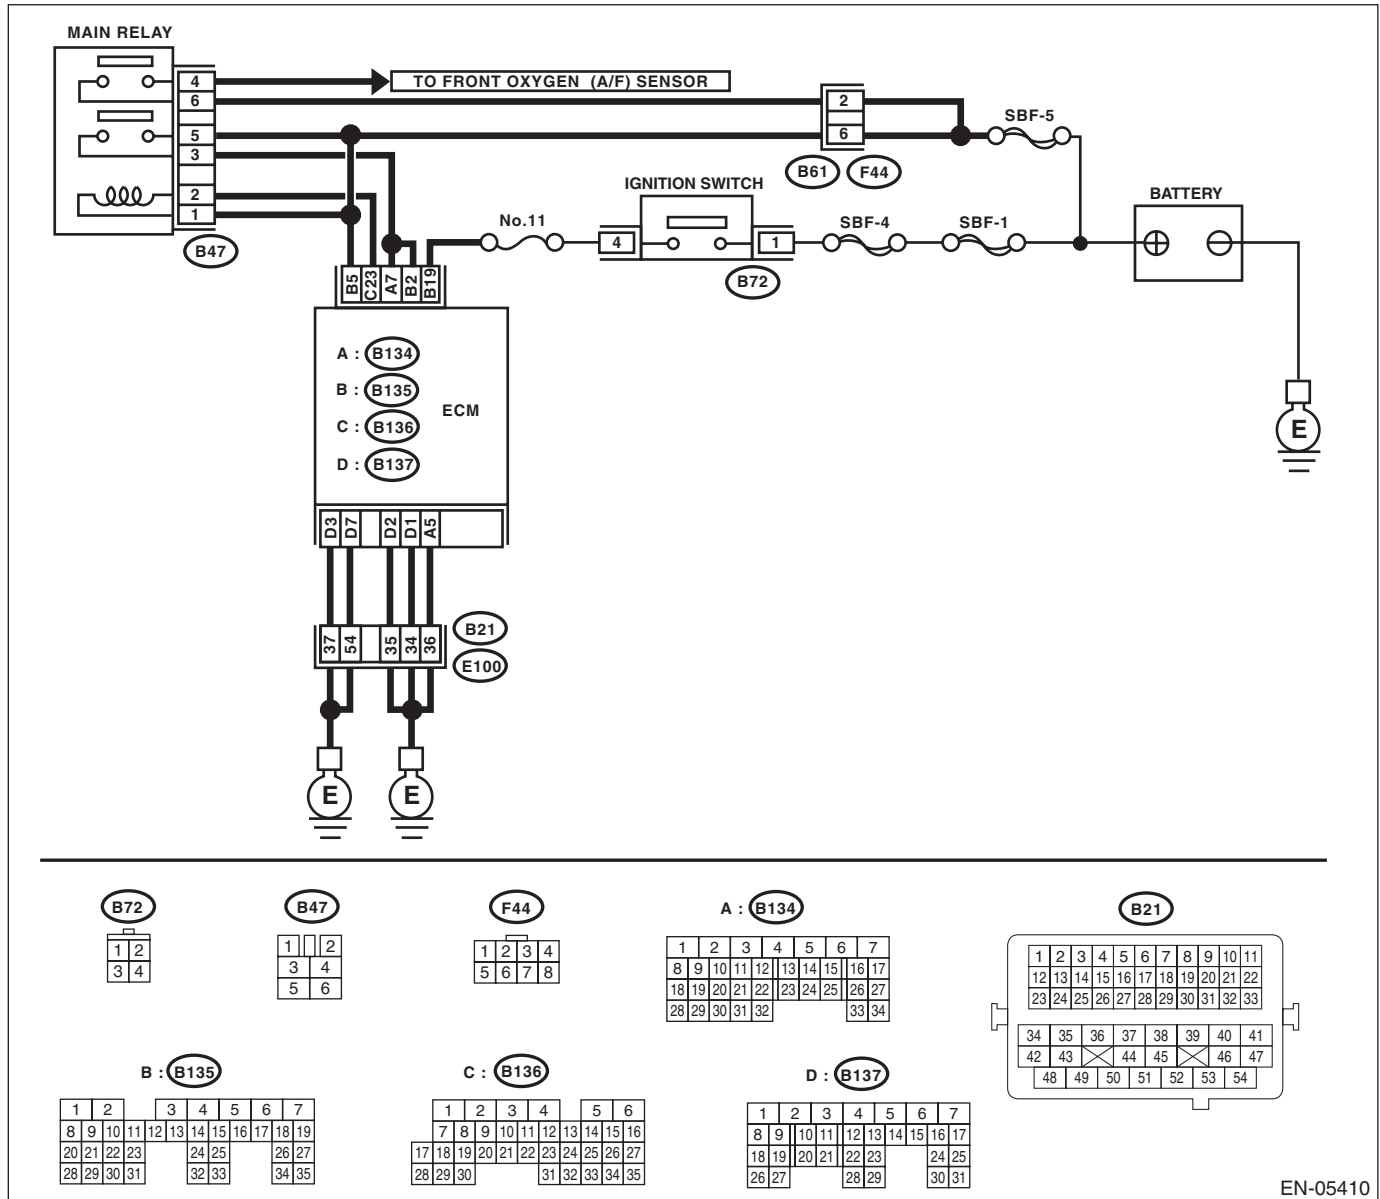 MAIN RELAY
4
6
5
3
2
1
B47
TO FRONT OXYGEN (A/F) SENSOR
2
6
B61 F44
SBF-5
IGNITION SWITCH
No.11
4
1
B72
SBF-4
SBF-1
BATTERY
E
B5 C23 A7 B2 B19
A : B134
B : B135
C : B136
D : B137
ECM
D3 D7 D2 D1 A5
37 54 35 34 36
B21
E100
E E
B72
1 2
3 4
B47
1 2
3 4
5 6
F44
1 2 3 4
5 6 7 8
A : B134
1 2 3 4 5 6 7
8 9 10 11 12 13 14 15 16 17
18 19 20 21 22 23 24 25 26 27
28 29 30 31 32 33 34
B21
1 2 3 4 5 6 7 8 9 10 11
12 13 14 15 16 17 18 19 20 21 22
23 24 25 26 27 28 29 30 31 32 33
34 35 36 37 38 39 40 41
42 43 44 45 46 47
48 49 50 51 52 53 54
B : B135
1 2 3 4 5 6 7
8 9 10 11 12 13 14 15 16 17 18 19
20 21 22 23 24 25 26 27
28 29 30 31 32 33 34 35
C : B136
1 2 3 4 5 6
7 8 9 10 11 12 13 14 15 16
17 18 19 20 21 22 23 24 25 26 27
28 29 30 31 32 33 34 35
D : B137
1 2 3 4 5 6 7
8 9 10 11 12 13 14 15 16 17
18 19 20 21 22 23 24 25
26 27 28 29 30 31
EN-05410